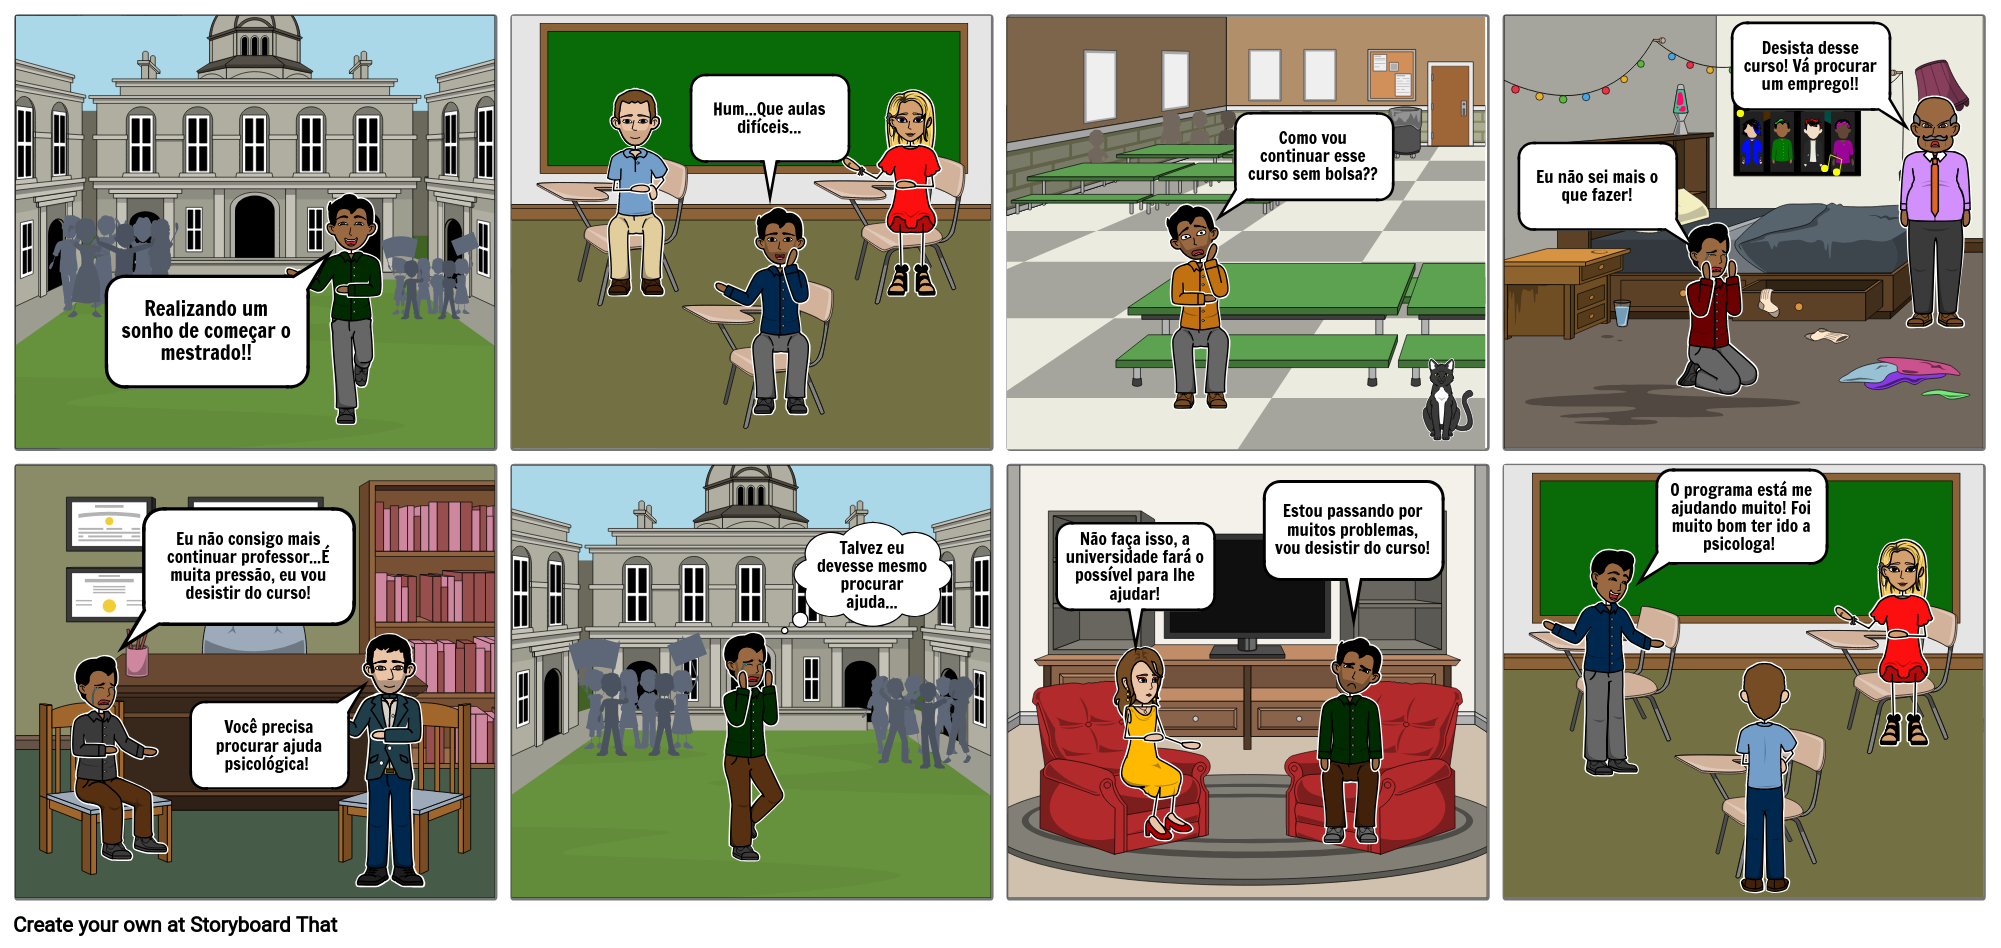 Realizando um
sonho de começar o
mestrado!!
Hum...Que aulas
difíceis...
Como vou
continuar esse
curso sem bolsa??
Desista desse
curso! Vá procurar
um emprego!!
Eu não sei mais o
que fazer!
Eu não consigo mais
continuar professor...É
muita pressão, eu vou
desistir do curso!
Você precisa
procurar ajuda
psicológica!
Talvez eu
devesse mesmo
procurar
ajuda...
Estou passando por
muitos problemas,
vou desistir do curso!
Não faça isso, a
universidade fará o
possível para lhe
ajudar!
O programa está me
ajudando muito! Foi
muito bom ter ido a
psicologa!
Create your own at Storyboard That